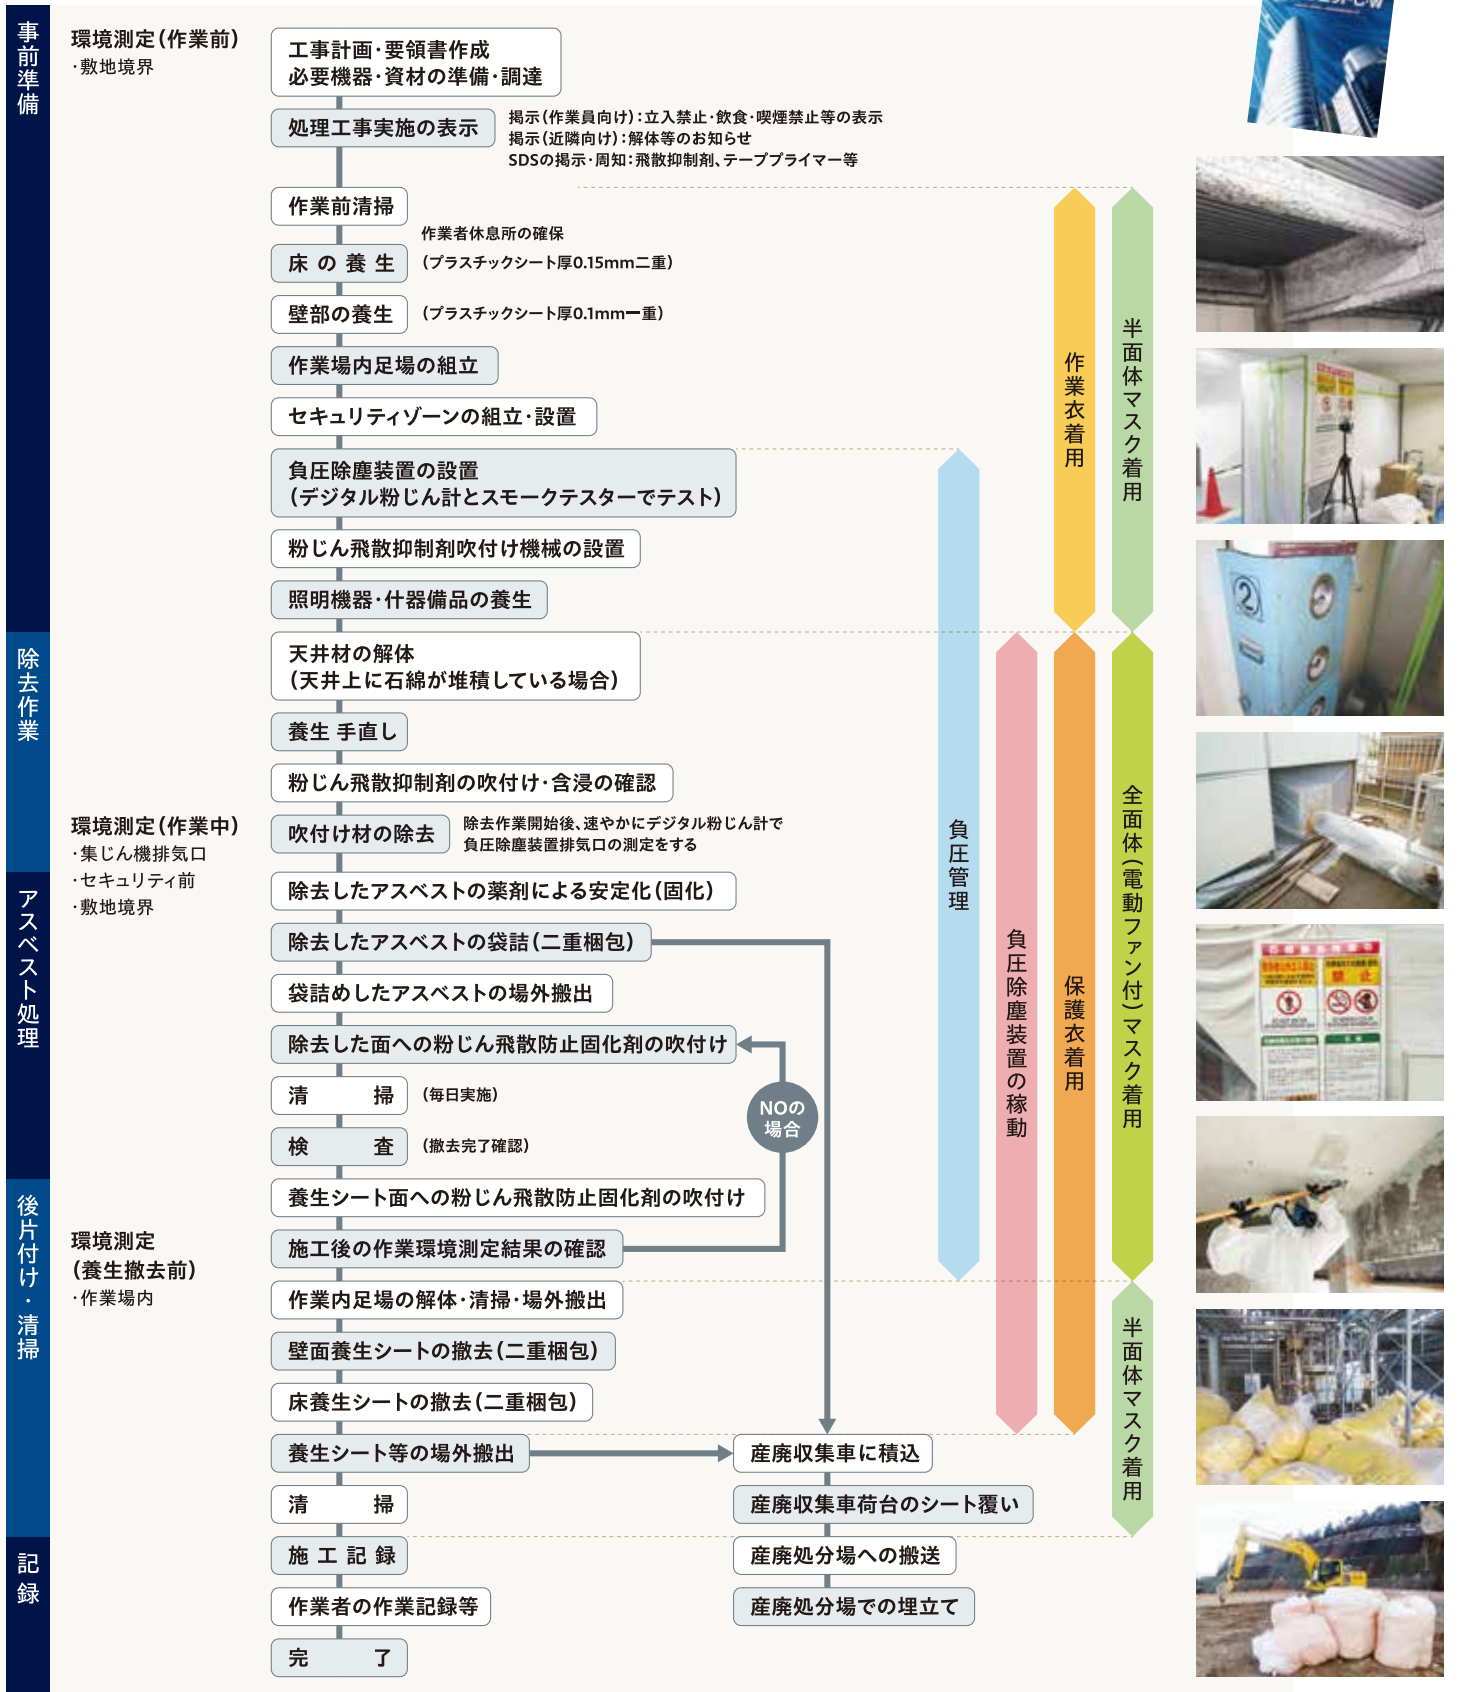 事前準備
環境測定(作業前)
・敷地境界
工事計画・要領書作成
必要機器・資材の準備・調達
処理工事実施の表示
掲示(作業員向け):立入禁止・飲食・喫煙禁止等の表示
掲示(近隣向け):解体等のお知らせ
SDSの掲示・周知:飛散抑制剤、テーププライマー等
作業前清掃
作業者休息所の確保
床の養生
(プラスチックシート厚0.15mm二重)
壁部の養生
(プラスチックシート厚0.1mm一重)
作業場内足場の組立
セキュリティゾーンの組立・設置
負圧除塵装置の設置
(デジタル粉じん計とスモークテスターでテスト)
粉じん飛散抑制剤吹付け機械の設置
照明機器・什器備品の養生
作業衣着用
半面体マスク着用
除去作業
天井材の解体
(天井上に石綿が堆積している場合)
養生 手直し
粉じん飛散抑制剤の吹付け・含浸の確認
環境測定(作業中)
・集じん機排気口
・セキュリティ前
・敷地境界
吹付け材の除去
除去作業開始後、速やかにデジタル粉じん計で
負圧除塵装置排気口の測定をする
アスベスト処理
除去したアスベストの薬剤による安定化(固化)
除去したアスベストの袋詰(二重梱包)
袋詰めしたアスベストの場外搬出
除去した面への粉じん飛散防止固化剤の吹付け
清掃
(毎日実施)
検査
(撤去完了確認)
NOの
場合
負圧管理
負圧除塵装置の稼動
保護衣着用
全面体(電動ファン付)マスク着用
後片付け・清掃
養生シート面への粉じん飛散防止固化剤の吹付け
環境測定
(養生撤去前)
・作業場内
施工後の作業環境測定結果の確認
作業内足場の解体・清掃・場外搬出
壁面養生シートの撤去(二重梱包)
床養生シートの撤去(二重梱包)
養生シート等の場外搬出
清掃
半面体マスク着用
産廃収集車に積込
産廃収集車荷台のシート覆い
産廃処分場への搬送
産廃処分場での埋立て
記録
施工記録
作業者の作業記録等
完了
②
禁止